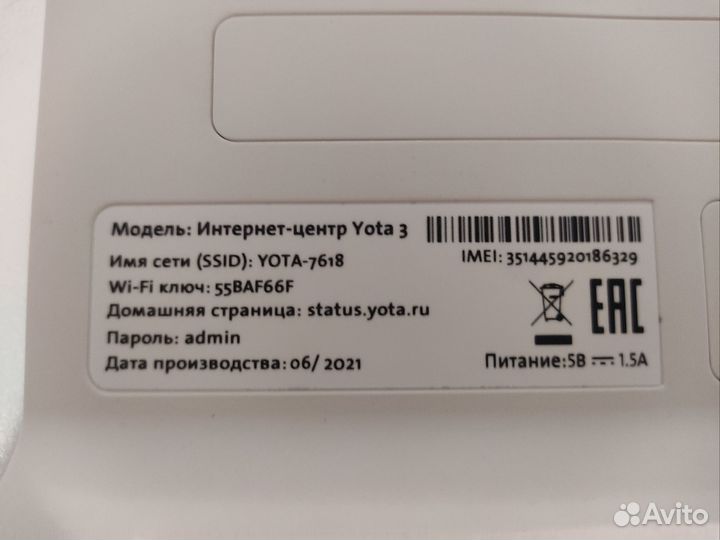 Модель: Интернет-центр Yota 3
Имя сети (SSID): YOTA-7618
Wi-Fi ключ: 55BAF66F
Домашняя страница: status.yota.ru
Пароль: admin
Дата производства: 06/ 2021
IMEI: 351445920186329
EAC
Питание:5В 1.5А
Avito